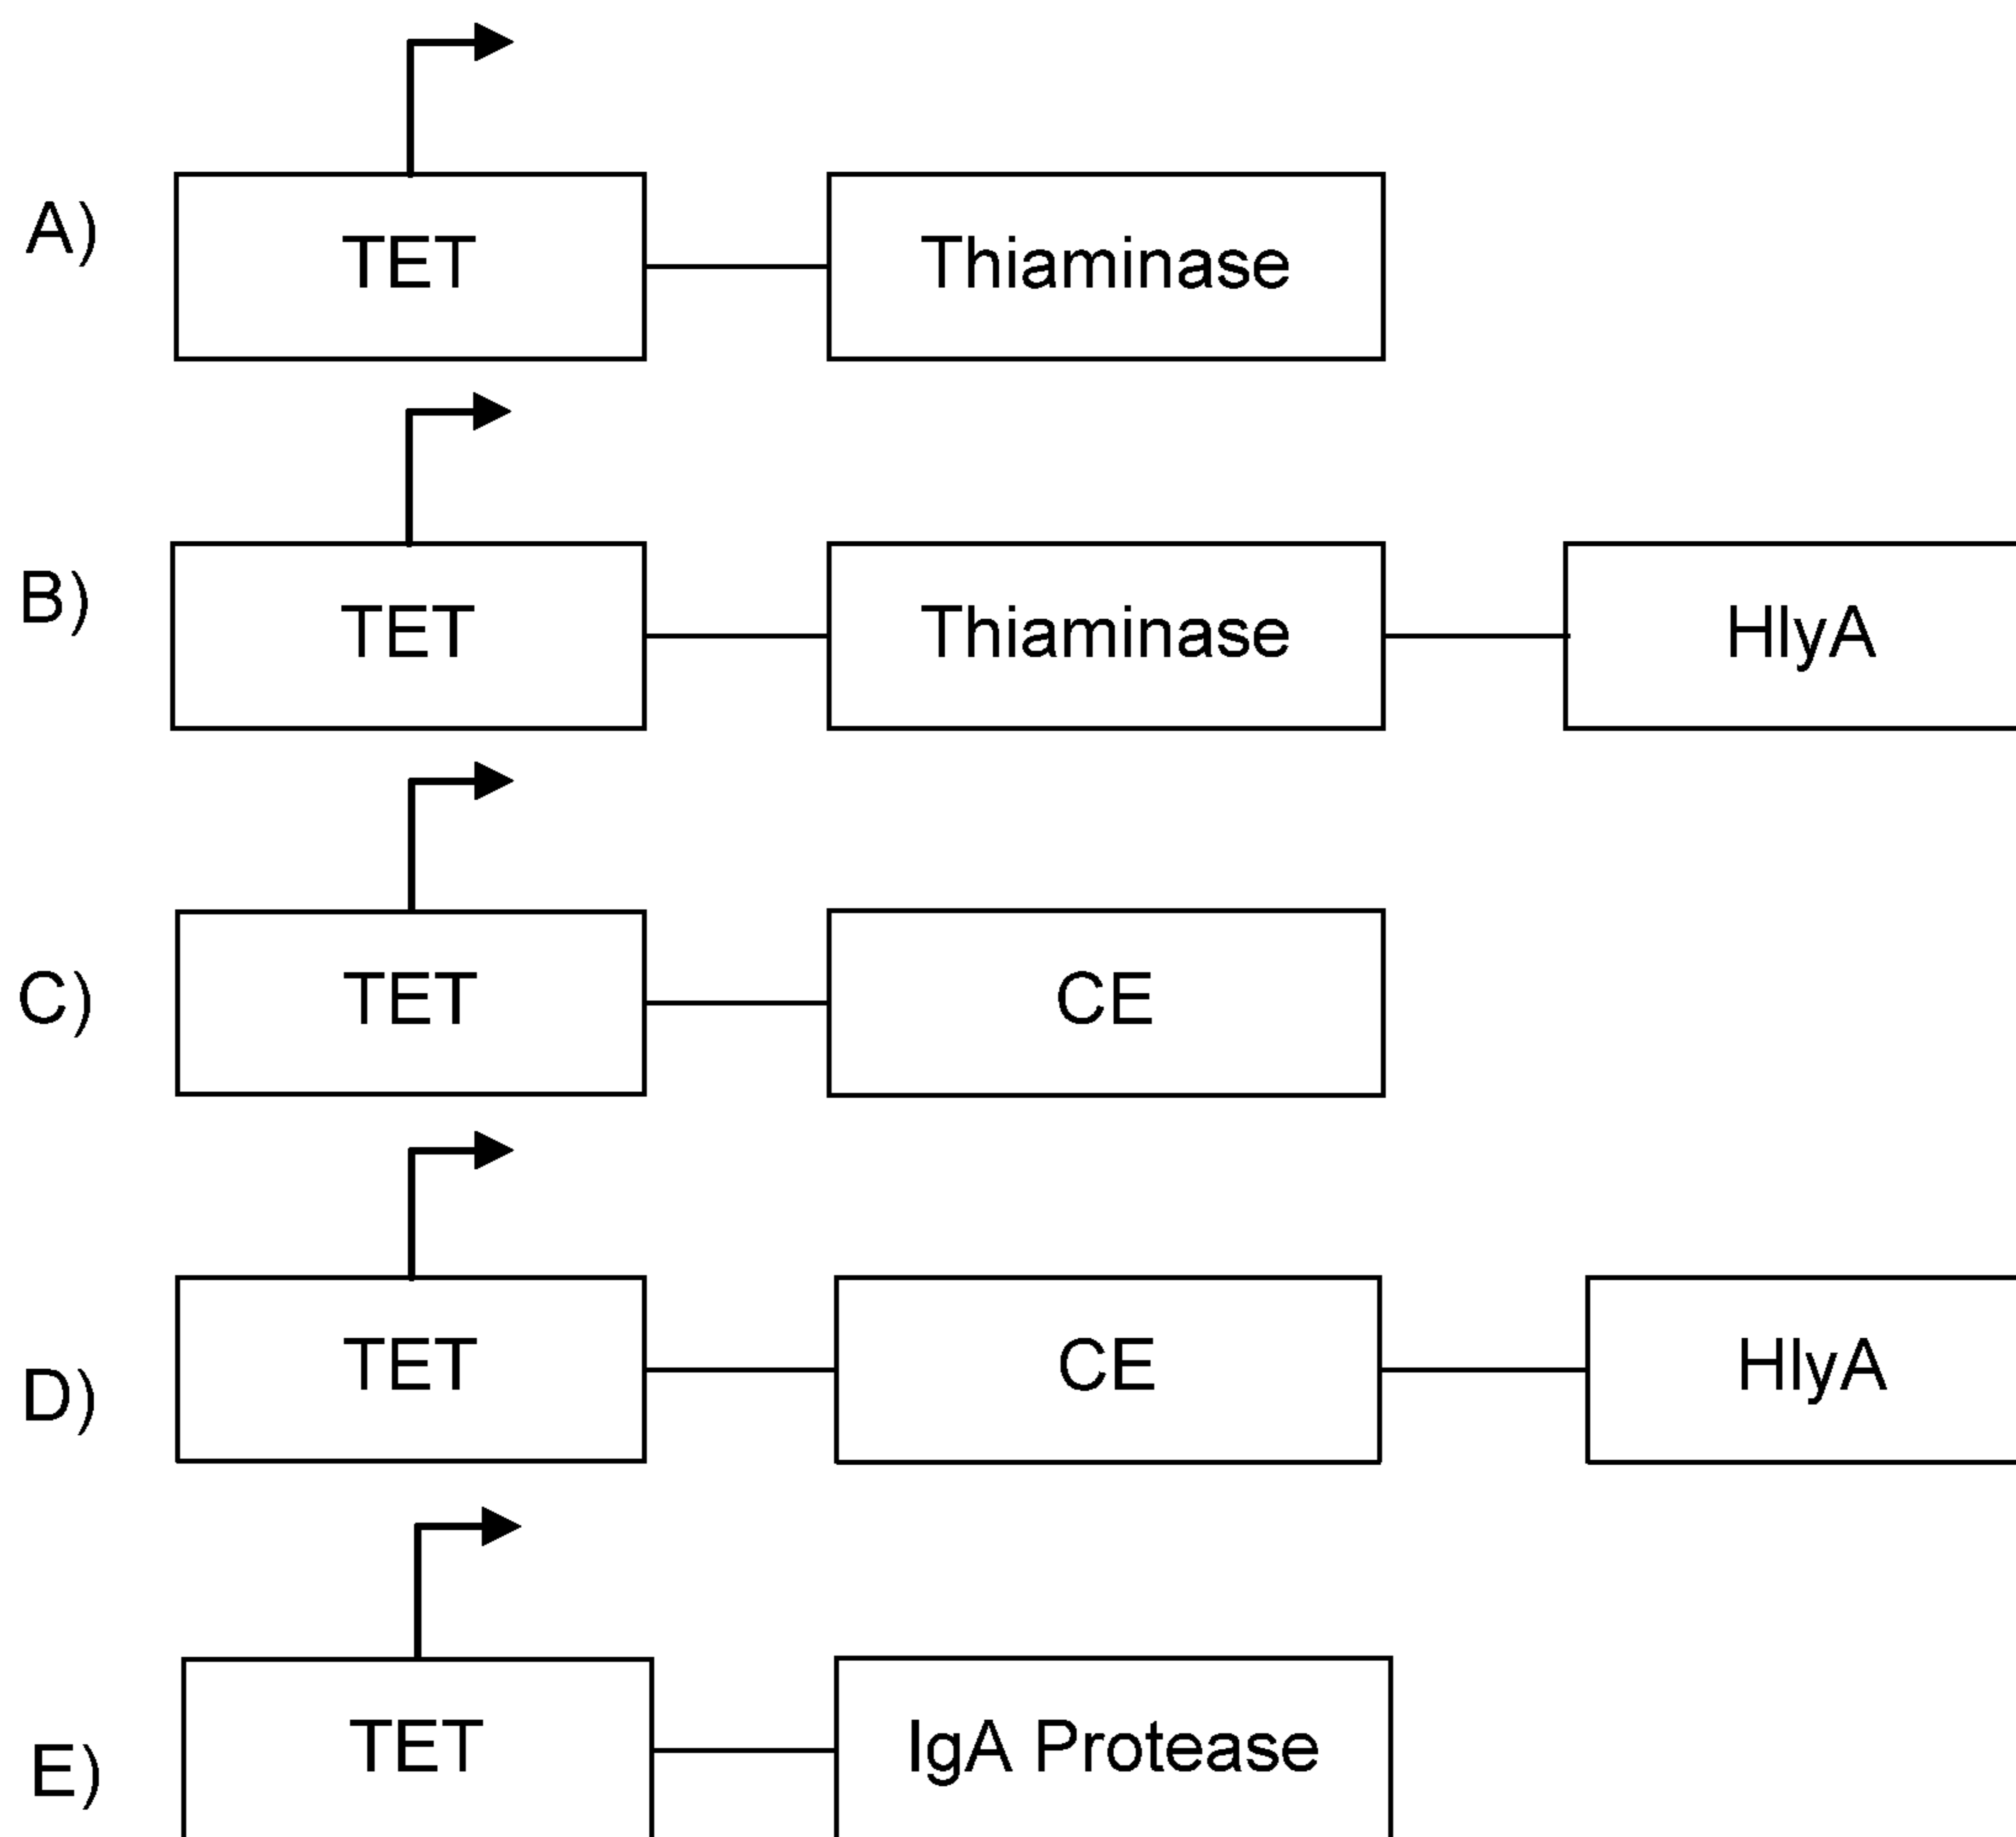 A) TET Thiaminase
B) TET Thiaminase HlyA
C) TET CE
D) TET CE HlyA
E) TET IgA Protease